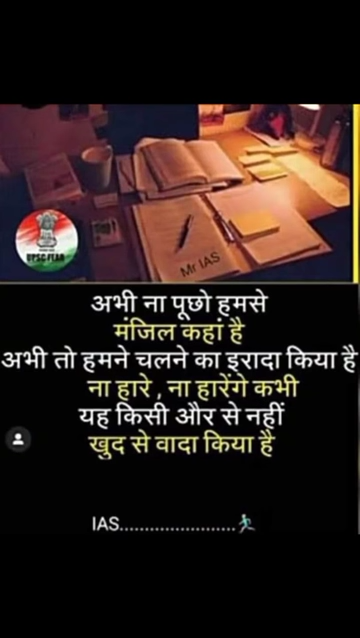 UPSC FEAR
Mr IAS
अभी ना पूछो हमसे
मंजिल कहां है
अभी तो हमने चलने का इरादा किया है
ना हारे , ना हारेंगे कभी
यह किसी और से नहीं
खुद से वादा किया है
IAS.......................🏃